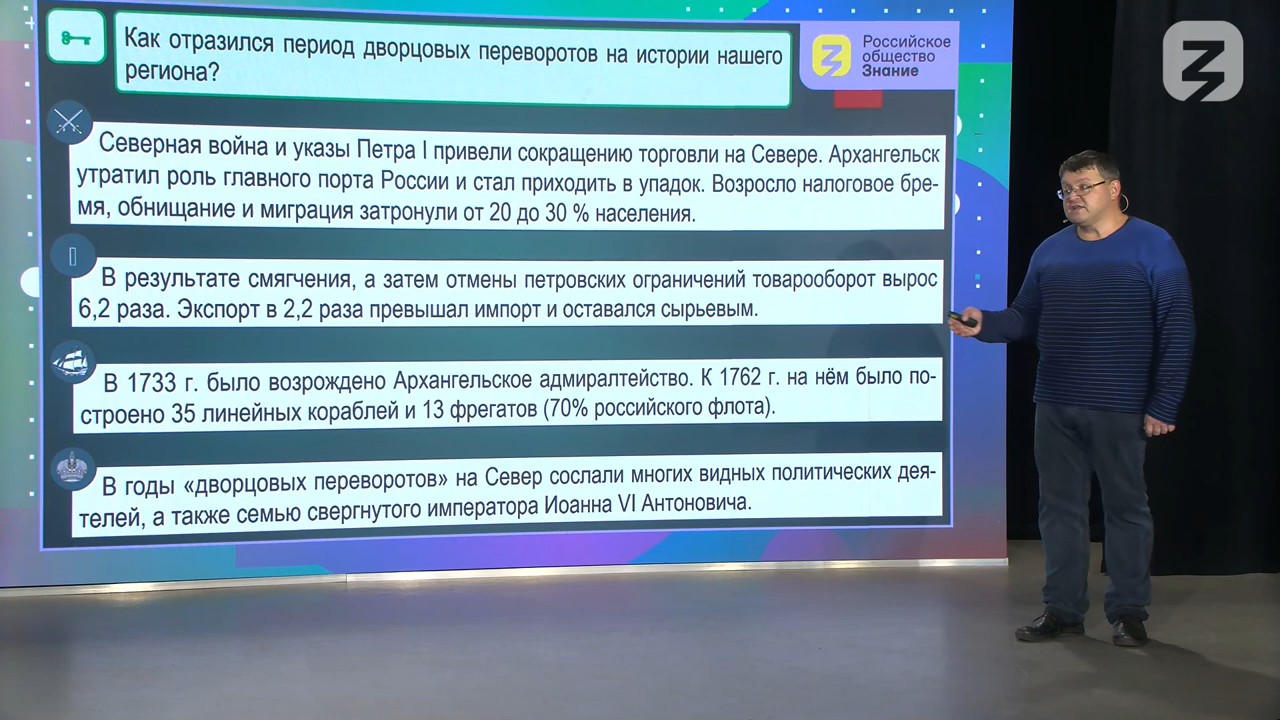 Как отразился период дворцовых переворотов на истории нашего
региона?
Российское
общество
Знание
Северная война и указы Петра I привели сокращению торговли на Севере. Архангельск
утратил роль главного порта России и стал приходить в упадок. Возросло налоговое бре-
мя, обнищание и миграция затронули от 20 до 30 % населения.
В результате смягчения, а затем отмены петровских ограничений товарооборот вырос
6,2 раза. Экспорт в 2,2 раза превышал импорт и оставался сырьевым.
В 1733 г. было возрождено Архангельское адмиралтейство. К 1762 г. на нём было по-
строено 35 линейных кораблей и 13 фрегатов (70% российского флота).
В годы «дворцовых переворотов» на Север сослали многих видных политических дея-
телей, а также семью свергнутого императора Иоанна VI Антоновича.